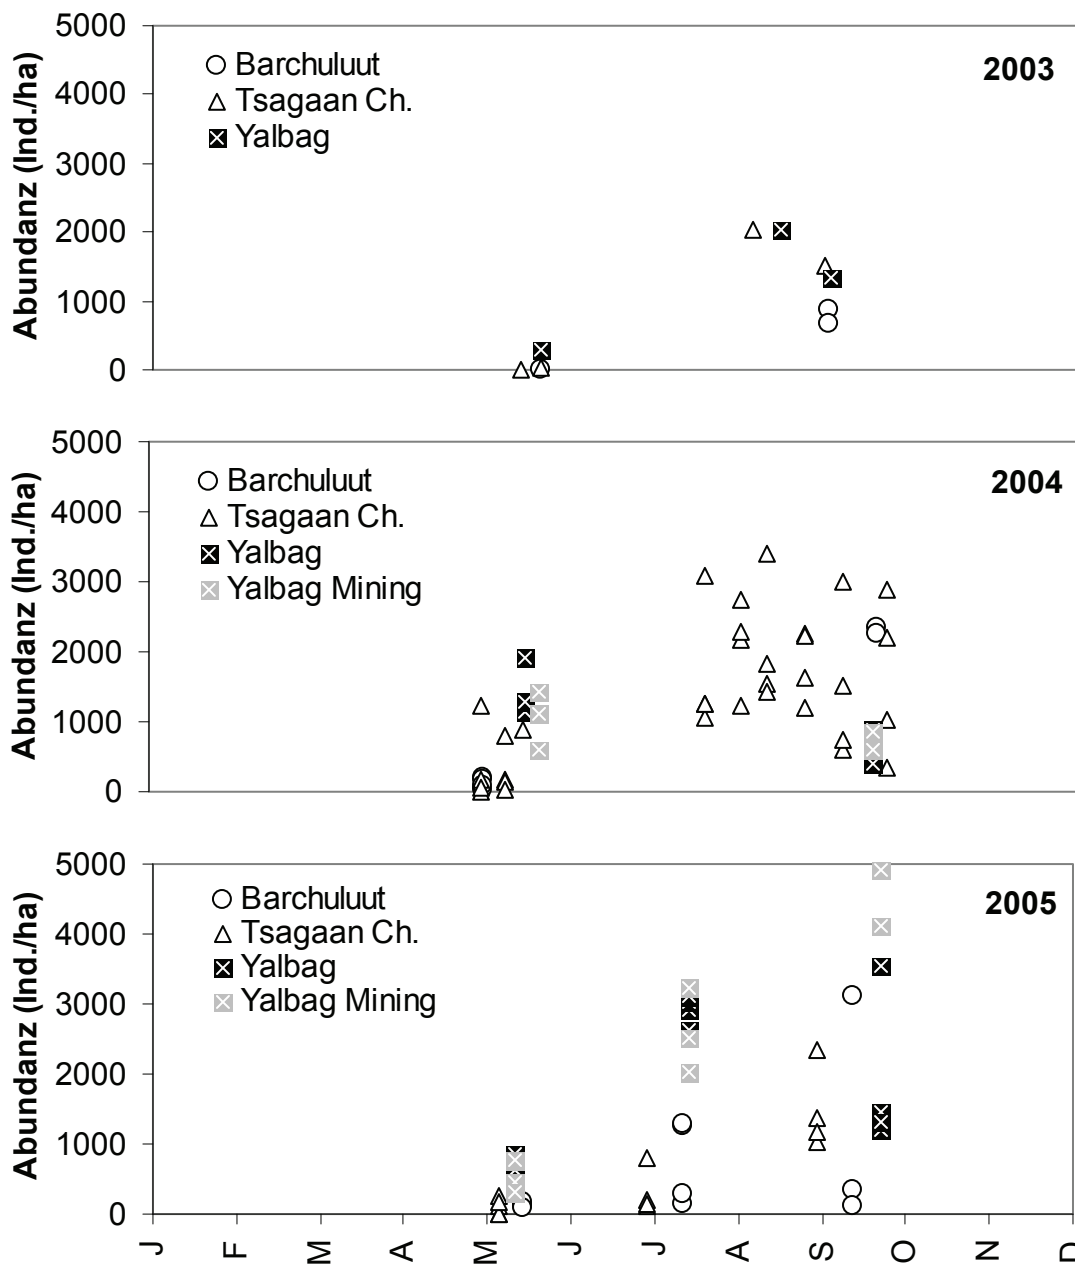 Abundanz (Ind./ha)
5000
4000
3000
2000
1000
0
Barchuluut
Tsagaan Ch.
Yalbag
2003
Abundanz (Ind./ha)
5000
4000
3000
2000
1000
0
Barchuluut
Tsagaan Ch.
Yalbag
Yalbag Mining
2004
Abundanz (Ind./ha)
5000
4000
3000
2000
1000
0
Barchuluut
Tsagaan Ch.
Yalbag
Yalbag Mining
2005
J F M A M J J A S O N D